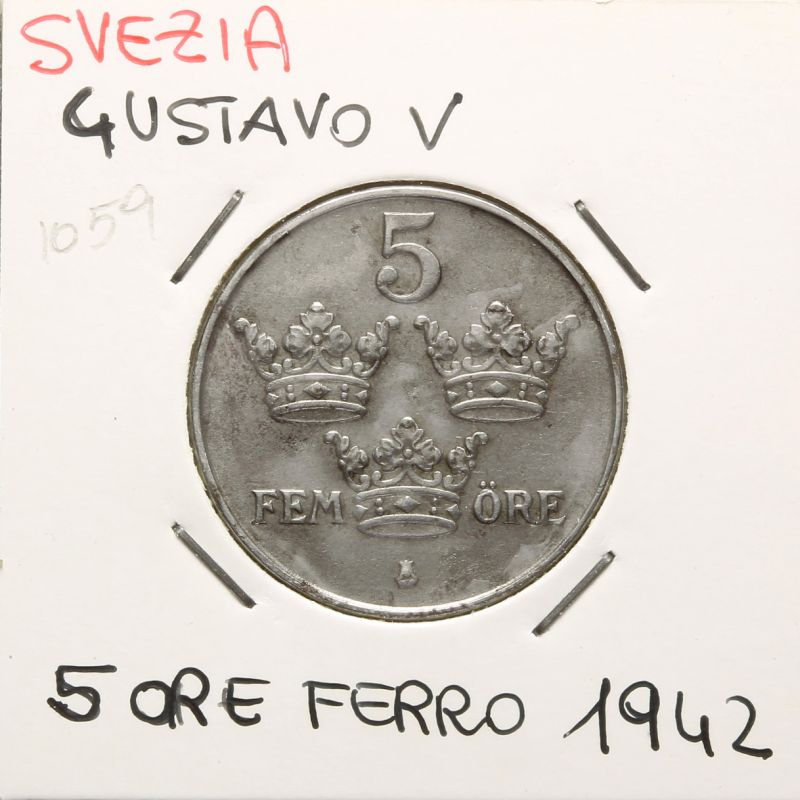 SVEZIA
GUSTAVO V
1059
5
FEM ÖRE
5 ORE FERRO 1942